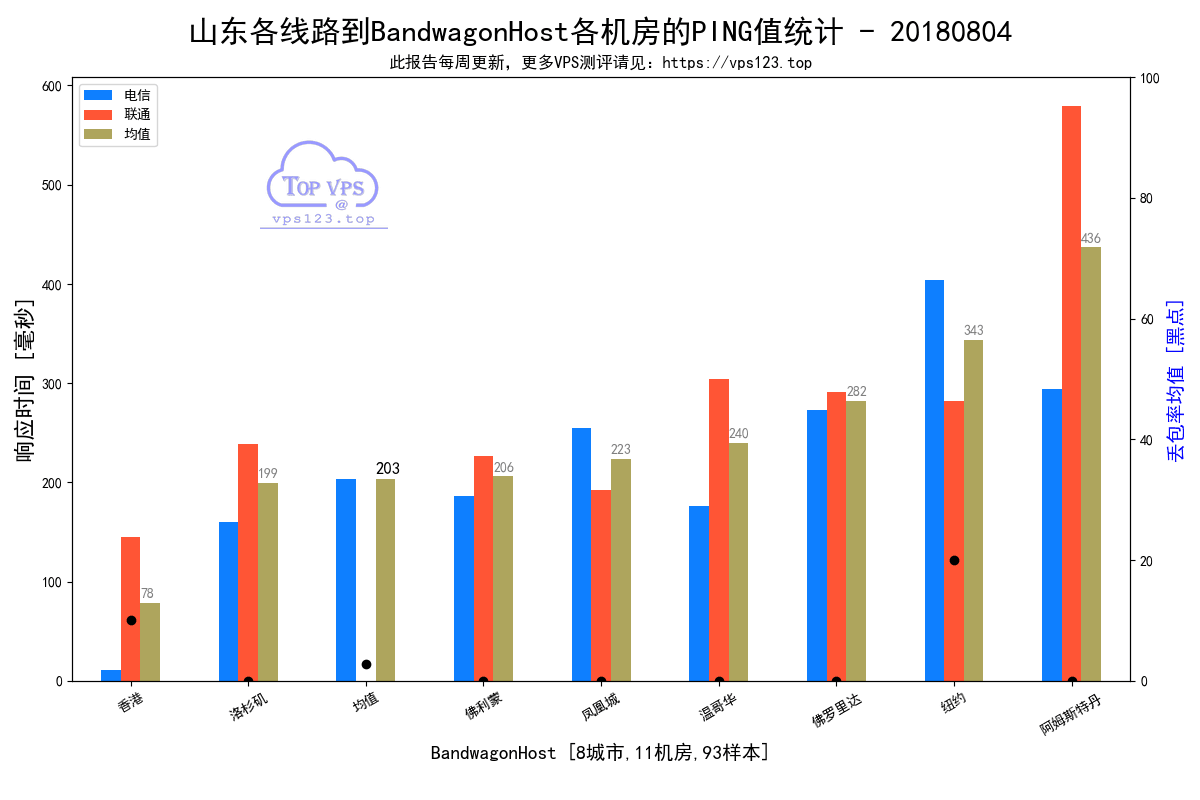 山东各线路到BandwagonHost各机房的PING值统计 - 20180804
此报告每周更新，更多VPS测评请见：https://vps123.top
电信
联通
均值
TOP VPS
@
vps123.top
响应时间 [毫秒]
600
500
400
300
200
100
0
78
199
203
206
223
240
282
343
436
100
80
60
40
20
0
丢包率均值 [黑点]
香港
洛杉矶
均值
佛利蒙
凤凰城
温哥华
佛罗里达
纽约
阿姆斯特丹
BandwagonHost [8城市,11机房,93样本]